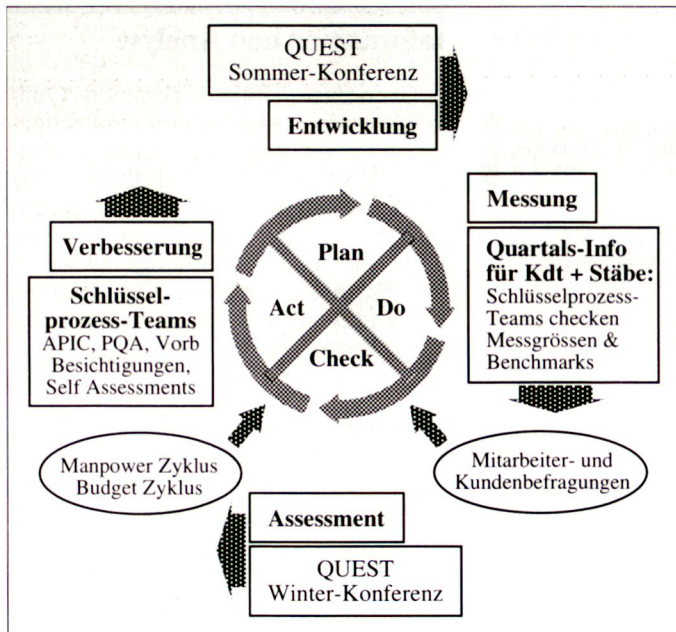 QUEST
Sommer-Konferenz
Entwicklung
Messung
Quartals-Info
für Kdt + Stäbe:
Schlüsselprozess-
Teams checken
Messgrössen &
Benchmarks
Verbesserung
Schlüssel-
prozess-Teams
APIC, PQA, Vorb
Besichtigungen,
Self Assessments
Plan
Act
Do
Check
Manpower Zyklus
Budget Zyklus
Mitarbeiter- und
Kundenbefragungen
Assessment
QUEST
Winter-Konferenz